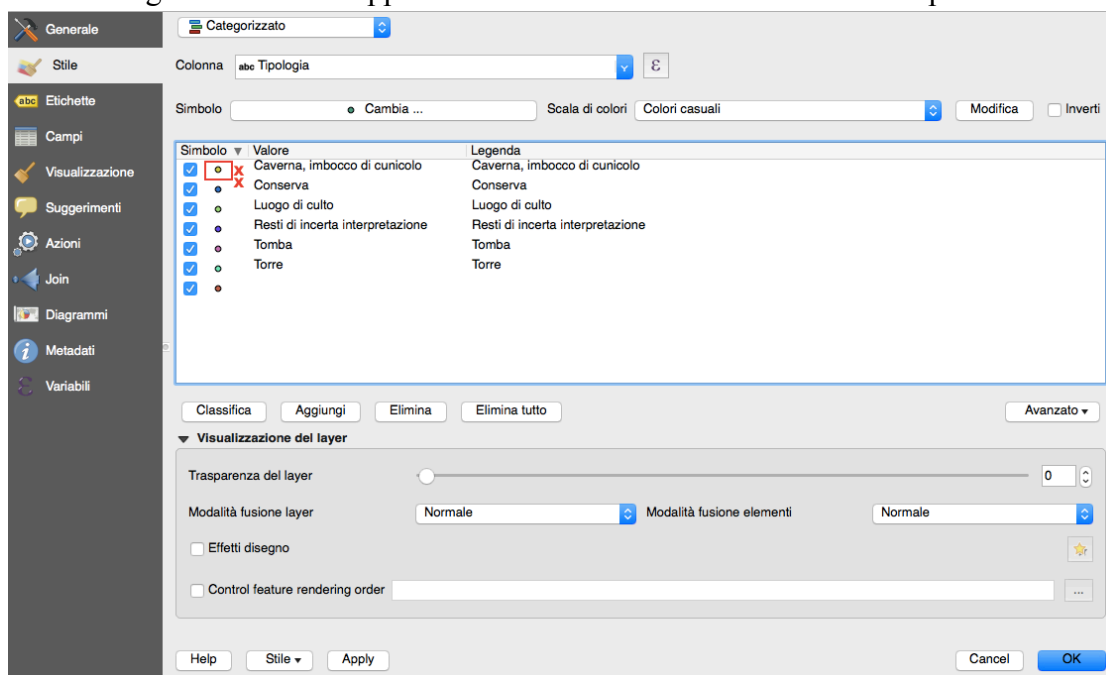 Generale
Categorizzato
Stile
Colonna abc Tipologia ε
abc Etichette
Simbolo Cambia ... Scala di colori Colori casuali Modifica Inverti
Campi
Simbolo Valore Legenda
Caverna, imbocco di cunicolo Caverna, imbocco di cunicolo
Visualizzazione
X
X
Conserva Conserva
Suggerimenti
Luogo di culto Luogo di culto
Resti di incerta interpretazione Resti di incerta interpretazione
Azioni
Tomba Tomba
Torre Torre
Join
Diagrammi
Metadati
Variabili
Classifica Aggiungi Elimina Elimina tutto Avanzato
Visualizzazione del layer
Trasparenza del layer 0
Modalità fusione layer Normale Modalità fusione elementi Normale
Effetti disegno
Control feature rendering order ...
Help Stile Apply Cancel OK